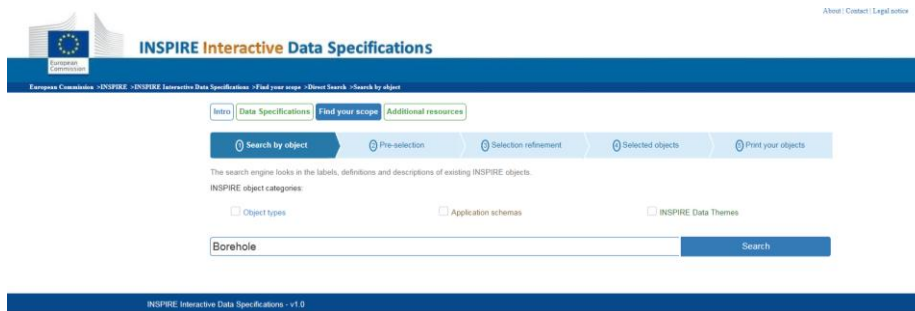 About | Contact | Legal notice
European
Commission
INSPIRE Interactive Data Specifications
European Commission >INSPIRE >INSPIRE Interactive Data Specifications >Find your scope >Direct Search >Search by object
Intro Data Specifications Find your scope Additional resources
1 Search by object 2 Pre-selection 3 Selection refinement 4 Selected objects 5 Print your objects
The search engine looks in the labels, definitions and descriptions of existing INSPIRE objects.
INSPIRE object categories:
Object types Application schemas INSPIRE Data Themes
Borehole Search
INSPIRE Interactive Data Specifications - v1.0